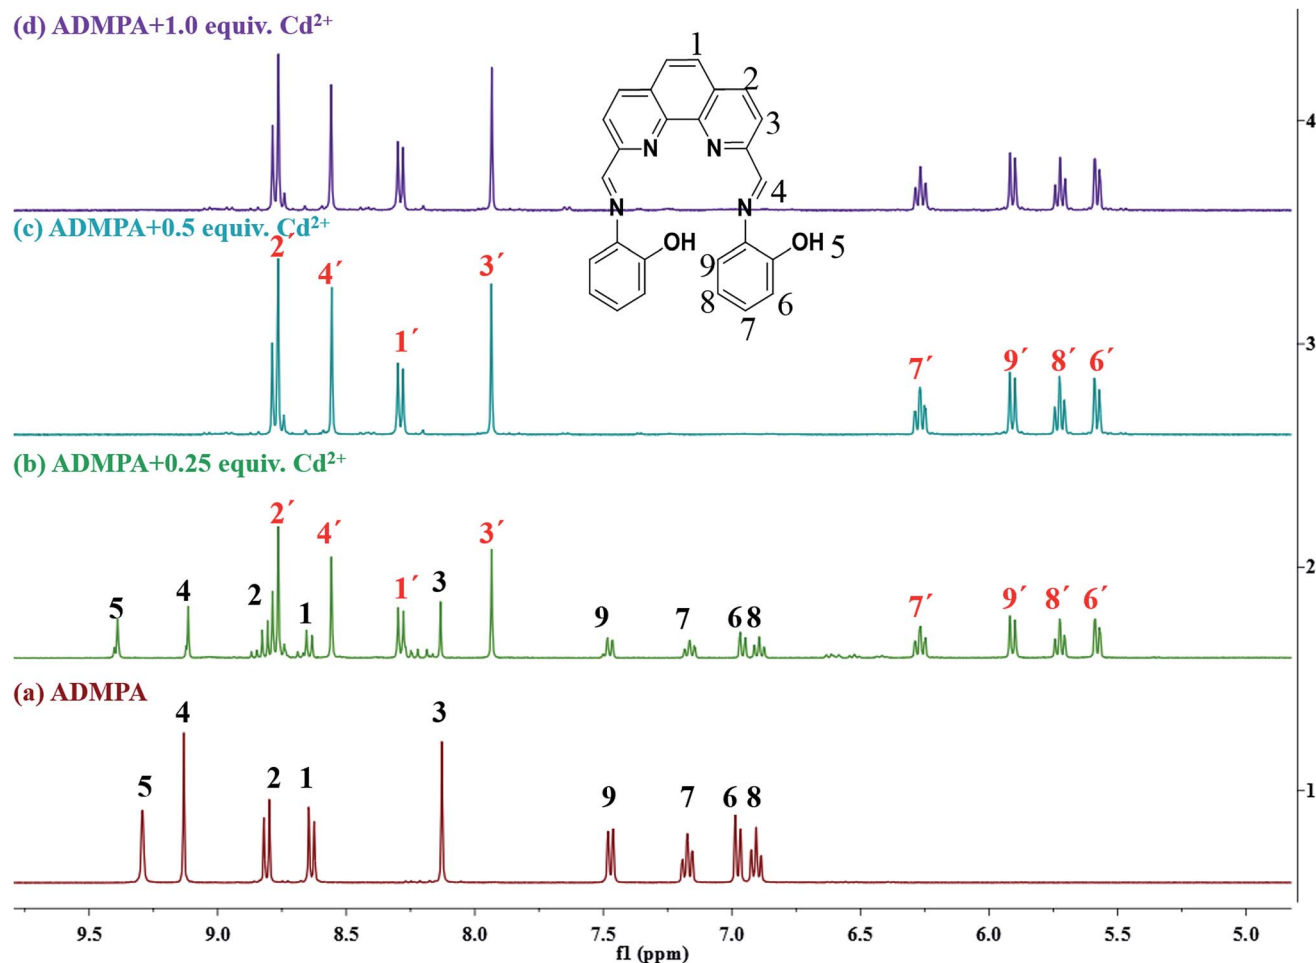 (d) ADMPA+1.0 equiv. Cd²⁺
1
2
3
N N
4
N N
OH OH 5
9
8 6
7
4
(c) ADMPA+0.5 equiv. Cd²⁺
2´ 4´ 1´ 3´ 7´ 9´ 8´ 6´
3
(b) ADMPA+0.25 equiv. Cd²⁺
5 4 2 2´ 1 4´ 1´ 3 3´ 9 7 6 8 7´ 9´ 8´ 6´
2
(a) ADMPA
5 4 2 1 3 9 7 6 8
1
9.5 9.0 8.5 8.0 7.5 7.0 6.5 6.0 5.5 5.0
f1 (ppm)